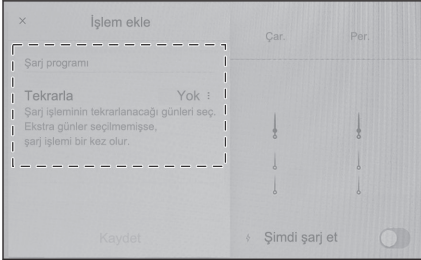 × İşlem ekle
Şarj programı
Tekrarla Yok
Şarj işleminin tekrarlanacağı günleri seç.
Ekstra günler seçilmemişse,
şarj işlemi bir kez olur.
Kaydet
Çar. Per.
Şimdi şarj et